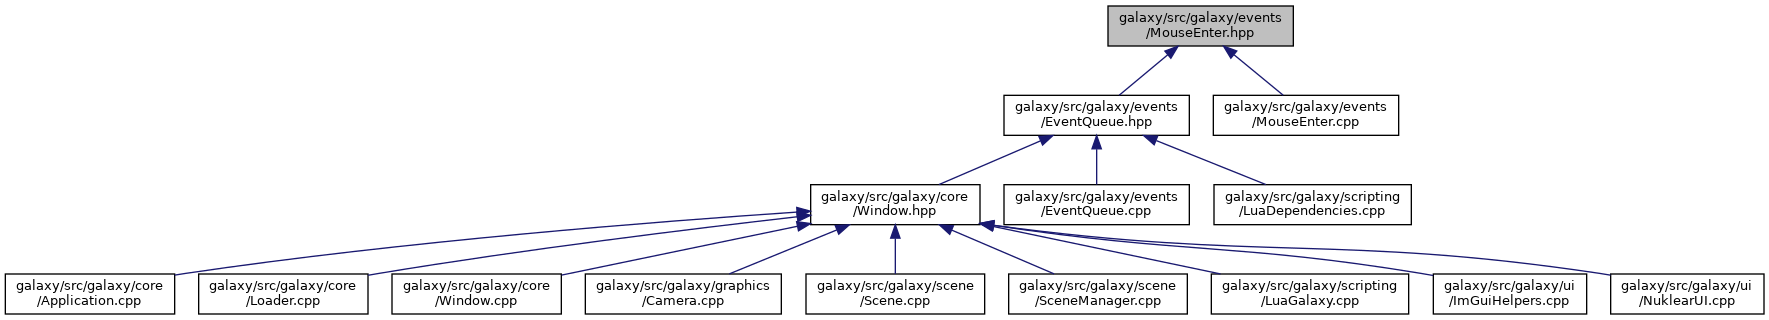 galaxy/src/galaxy/events
/MouseEnter.hpp
galaxy/src/galaxy/events
/EventQueue.hpp
galaxy/src/galaxy/events
/MouseEnter.cpp
galaxy/src/galaxy/core
/Window.hpp
galaxy/src/galaxy/events
/EventQueue.cpp
galaxy/src/galaxy/scripting
/LuaDependencies.cpp
galaxy/src/galaxy/core
/Application.cpp
galaxy/src/galaxy/core
/Loader.cpp
galaxy/src/galaxy/core
/Window.cpp
galaxy/src/galaxy/graphics
/Camera.cpp
galaxy/src/galaxy/scene
/Scene.cpp
galaxy/src/galaxy/scene
/SceneManager.cpp
galaxy/src/galaxy/scripting
/LuaGalaxy.cpp
galaxy/src/galaxy/ui
/ImGuiHelpers.cpp
galaxy/src/galaxy/ui
/NuklearUI.cpp